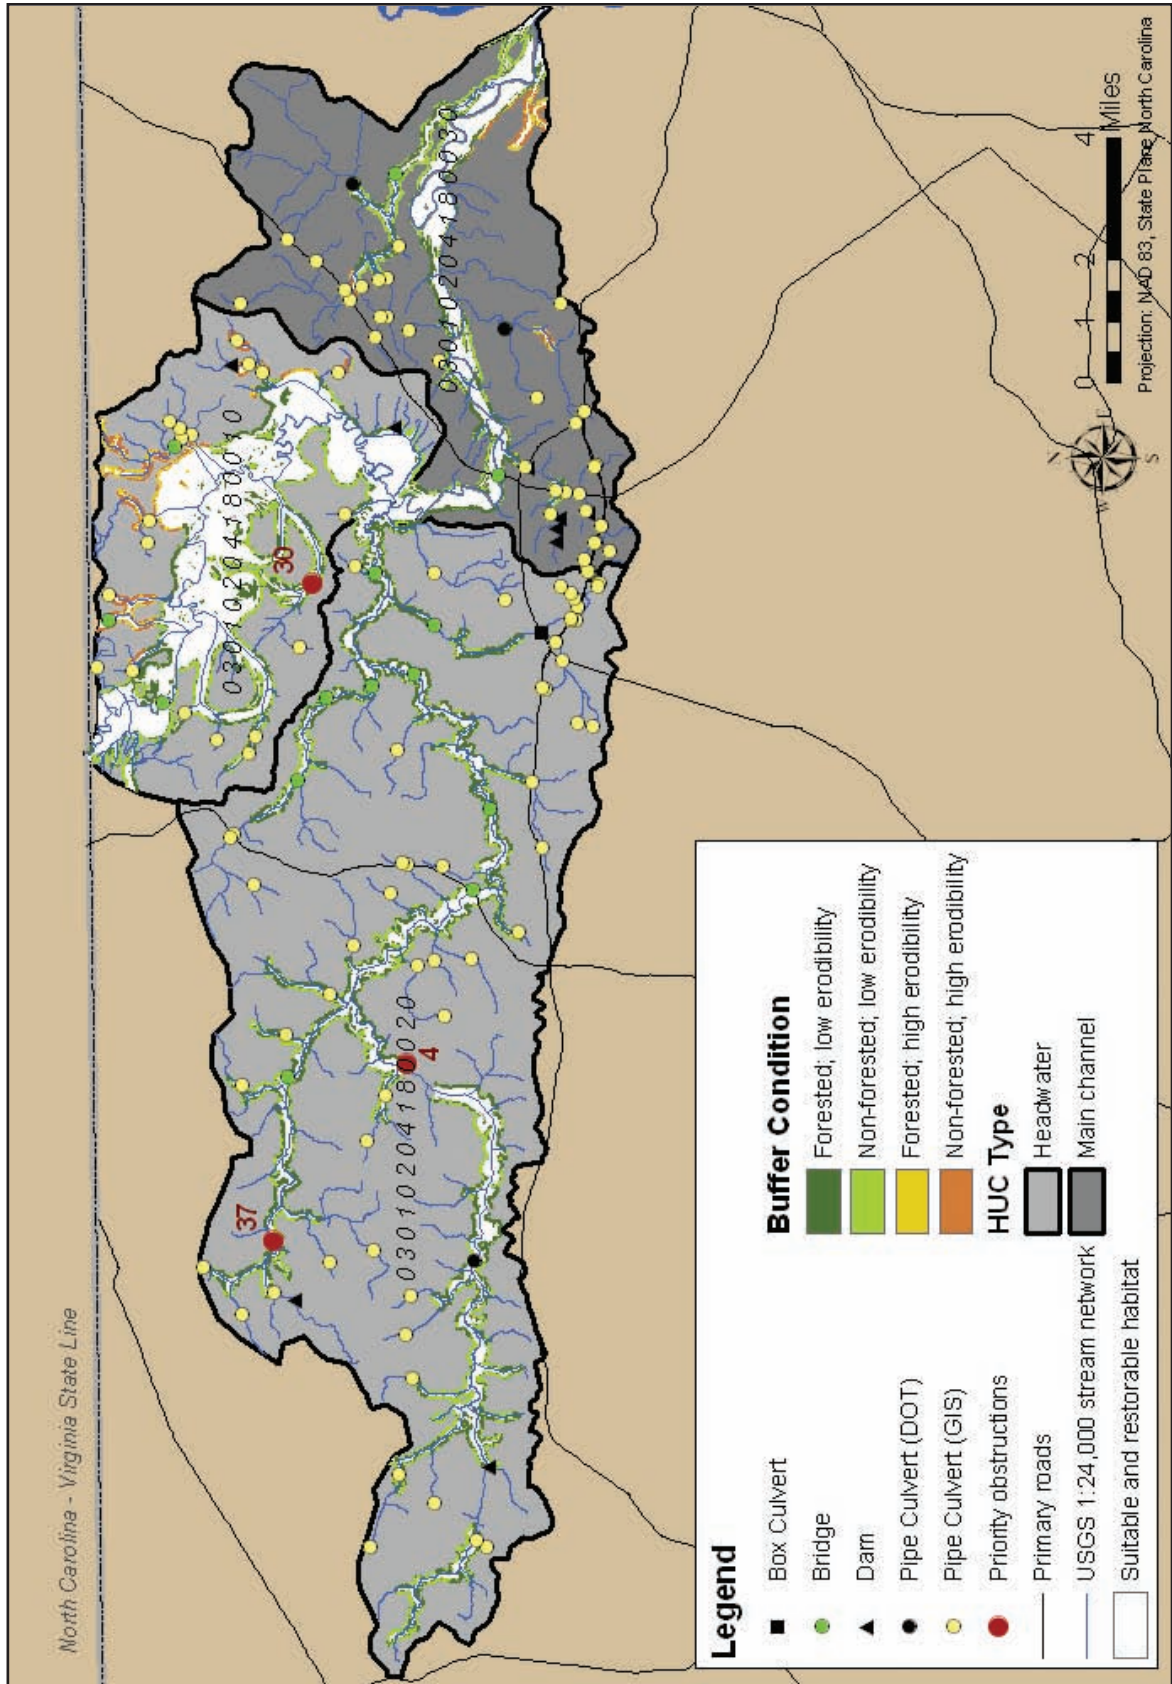 North Carolina - Virginia State Line
03010204180010
30
03010204180030
37
03010204180020
4
Legend
Box Culvert
Bridge
Dam
Pipe Culvert (DOT)
Pipe Culvert (GIS)
Priority obstructions
Primary roads
USGS 1:24,000 stream network
Suitable and restorable habitat
Buffer Condition
Forested; low erodibility
Non-forested; low erodibility
Forested; high erodibility
Non-forested; high erodibility
HUC Type
Headwater
Main channel
N
W
S
0 1 2 4
Miles
Projection: NAD 83, State Plane North Carolina